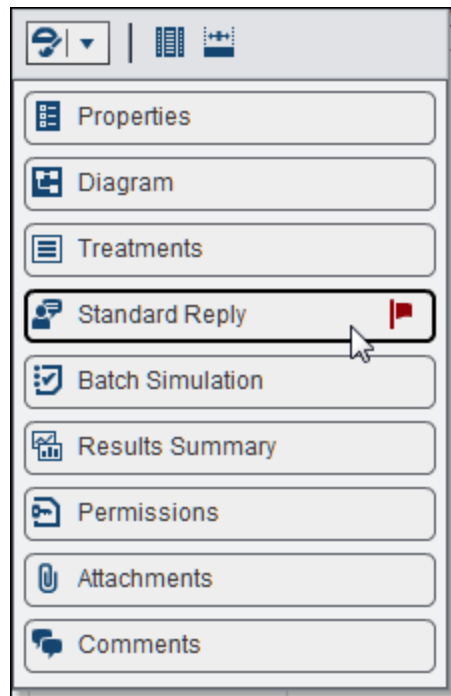 Properties
Diagram
Treatments
Standard Reply
Batch Simulation
Results Summary
Permissions
Attachments
Comments